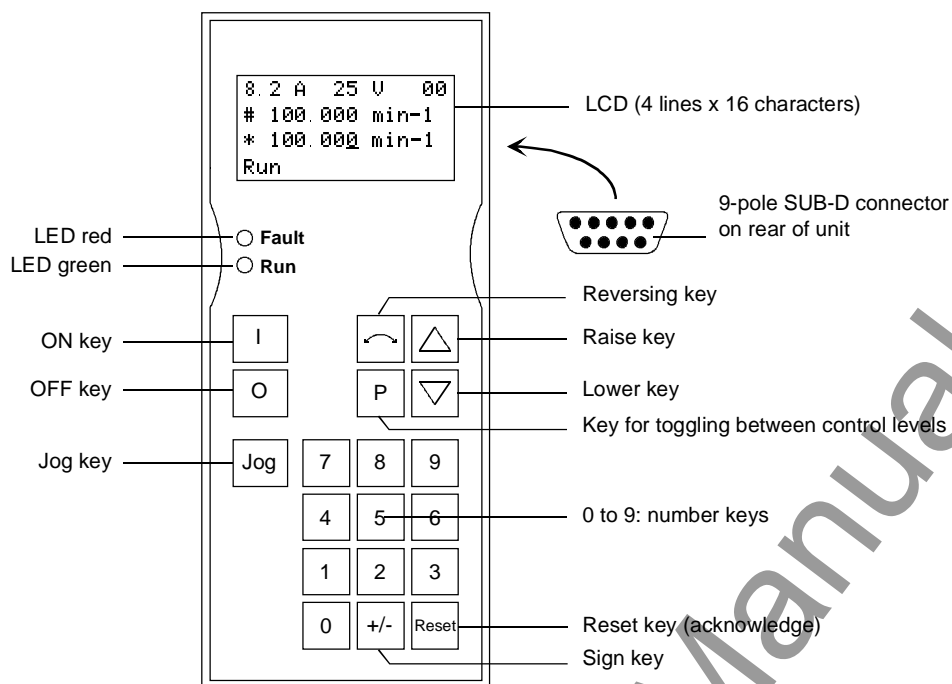 8.2 A 25 V 00
# 100.000 min-1
* 100.000 min-1
Run
LCD (4 lines x 16 characters)
9-pole SUB-D connector
on rear of unit
LED red
Fault
LED green
Run
Reversing key
ON key
I
Raise key
OFF key
O
P
Lower key
Key for toggling between control levels
Jog key
Jog
7
8
9
4
5
6
0 to 9: number keys
1
2
3
0
+/-
Reset
Reset key (acknowledge)
Sign key
Manual